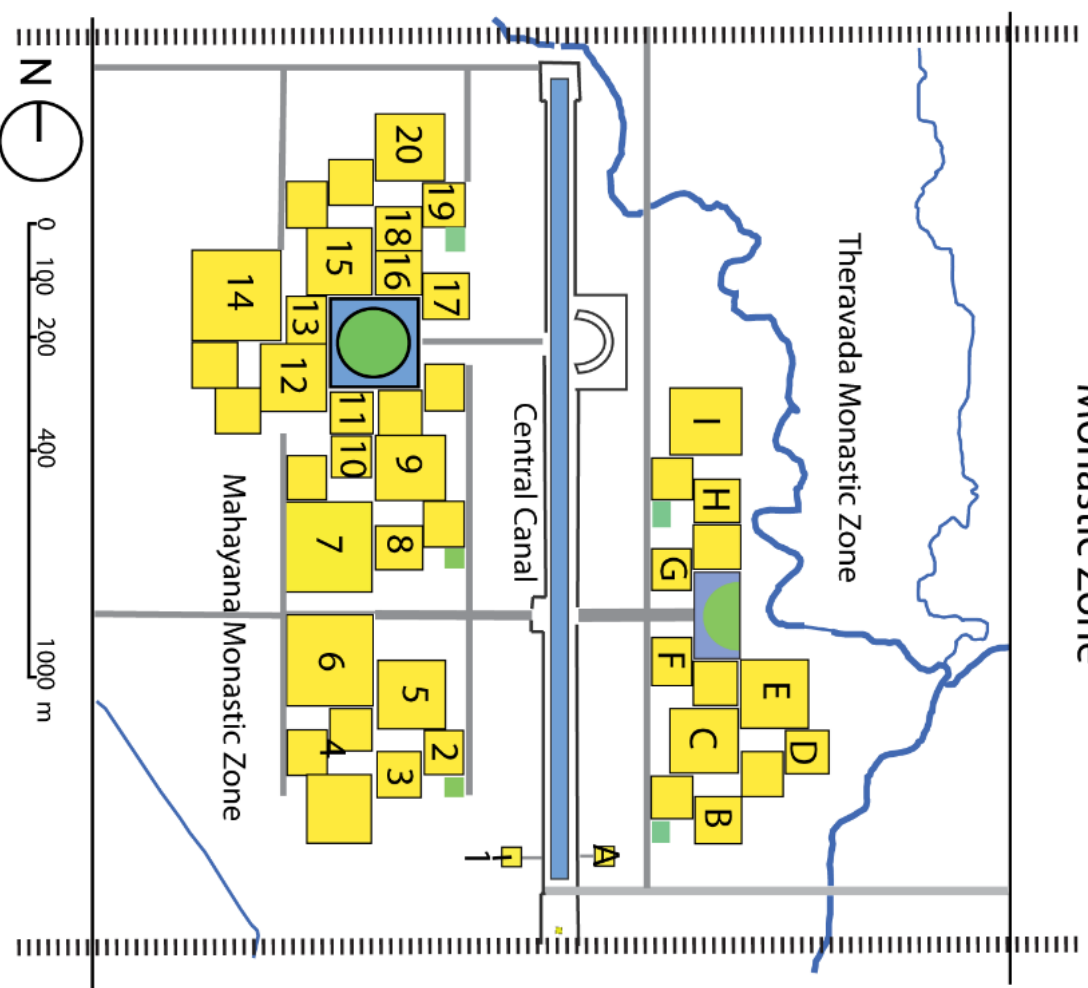 Monastic Zone
Theravada Monastic Zone
D
E
I
H
C
B
G
F
A
Central Canal
1
19
17
2
20
18
16
9
8
5
3
15
11
10
7
6
4
13
12
14
Mahayana Monastic Zone
N
0 100 200 400 1000 m